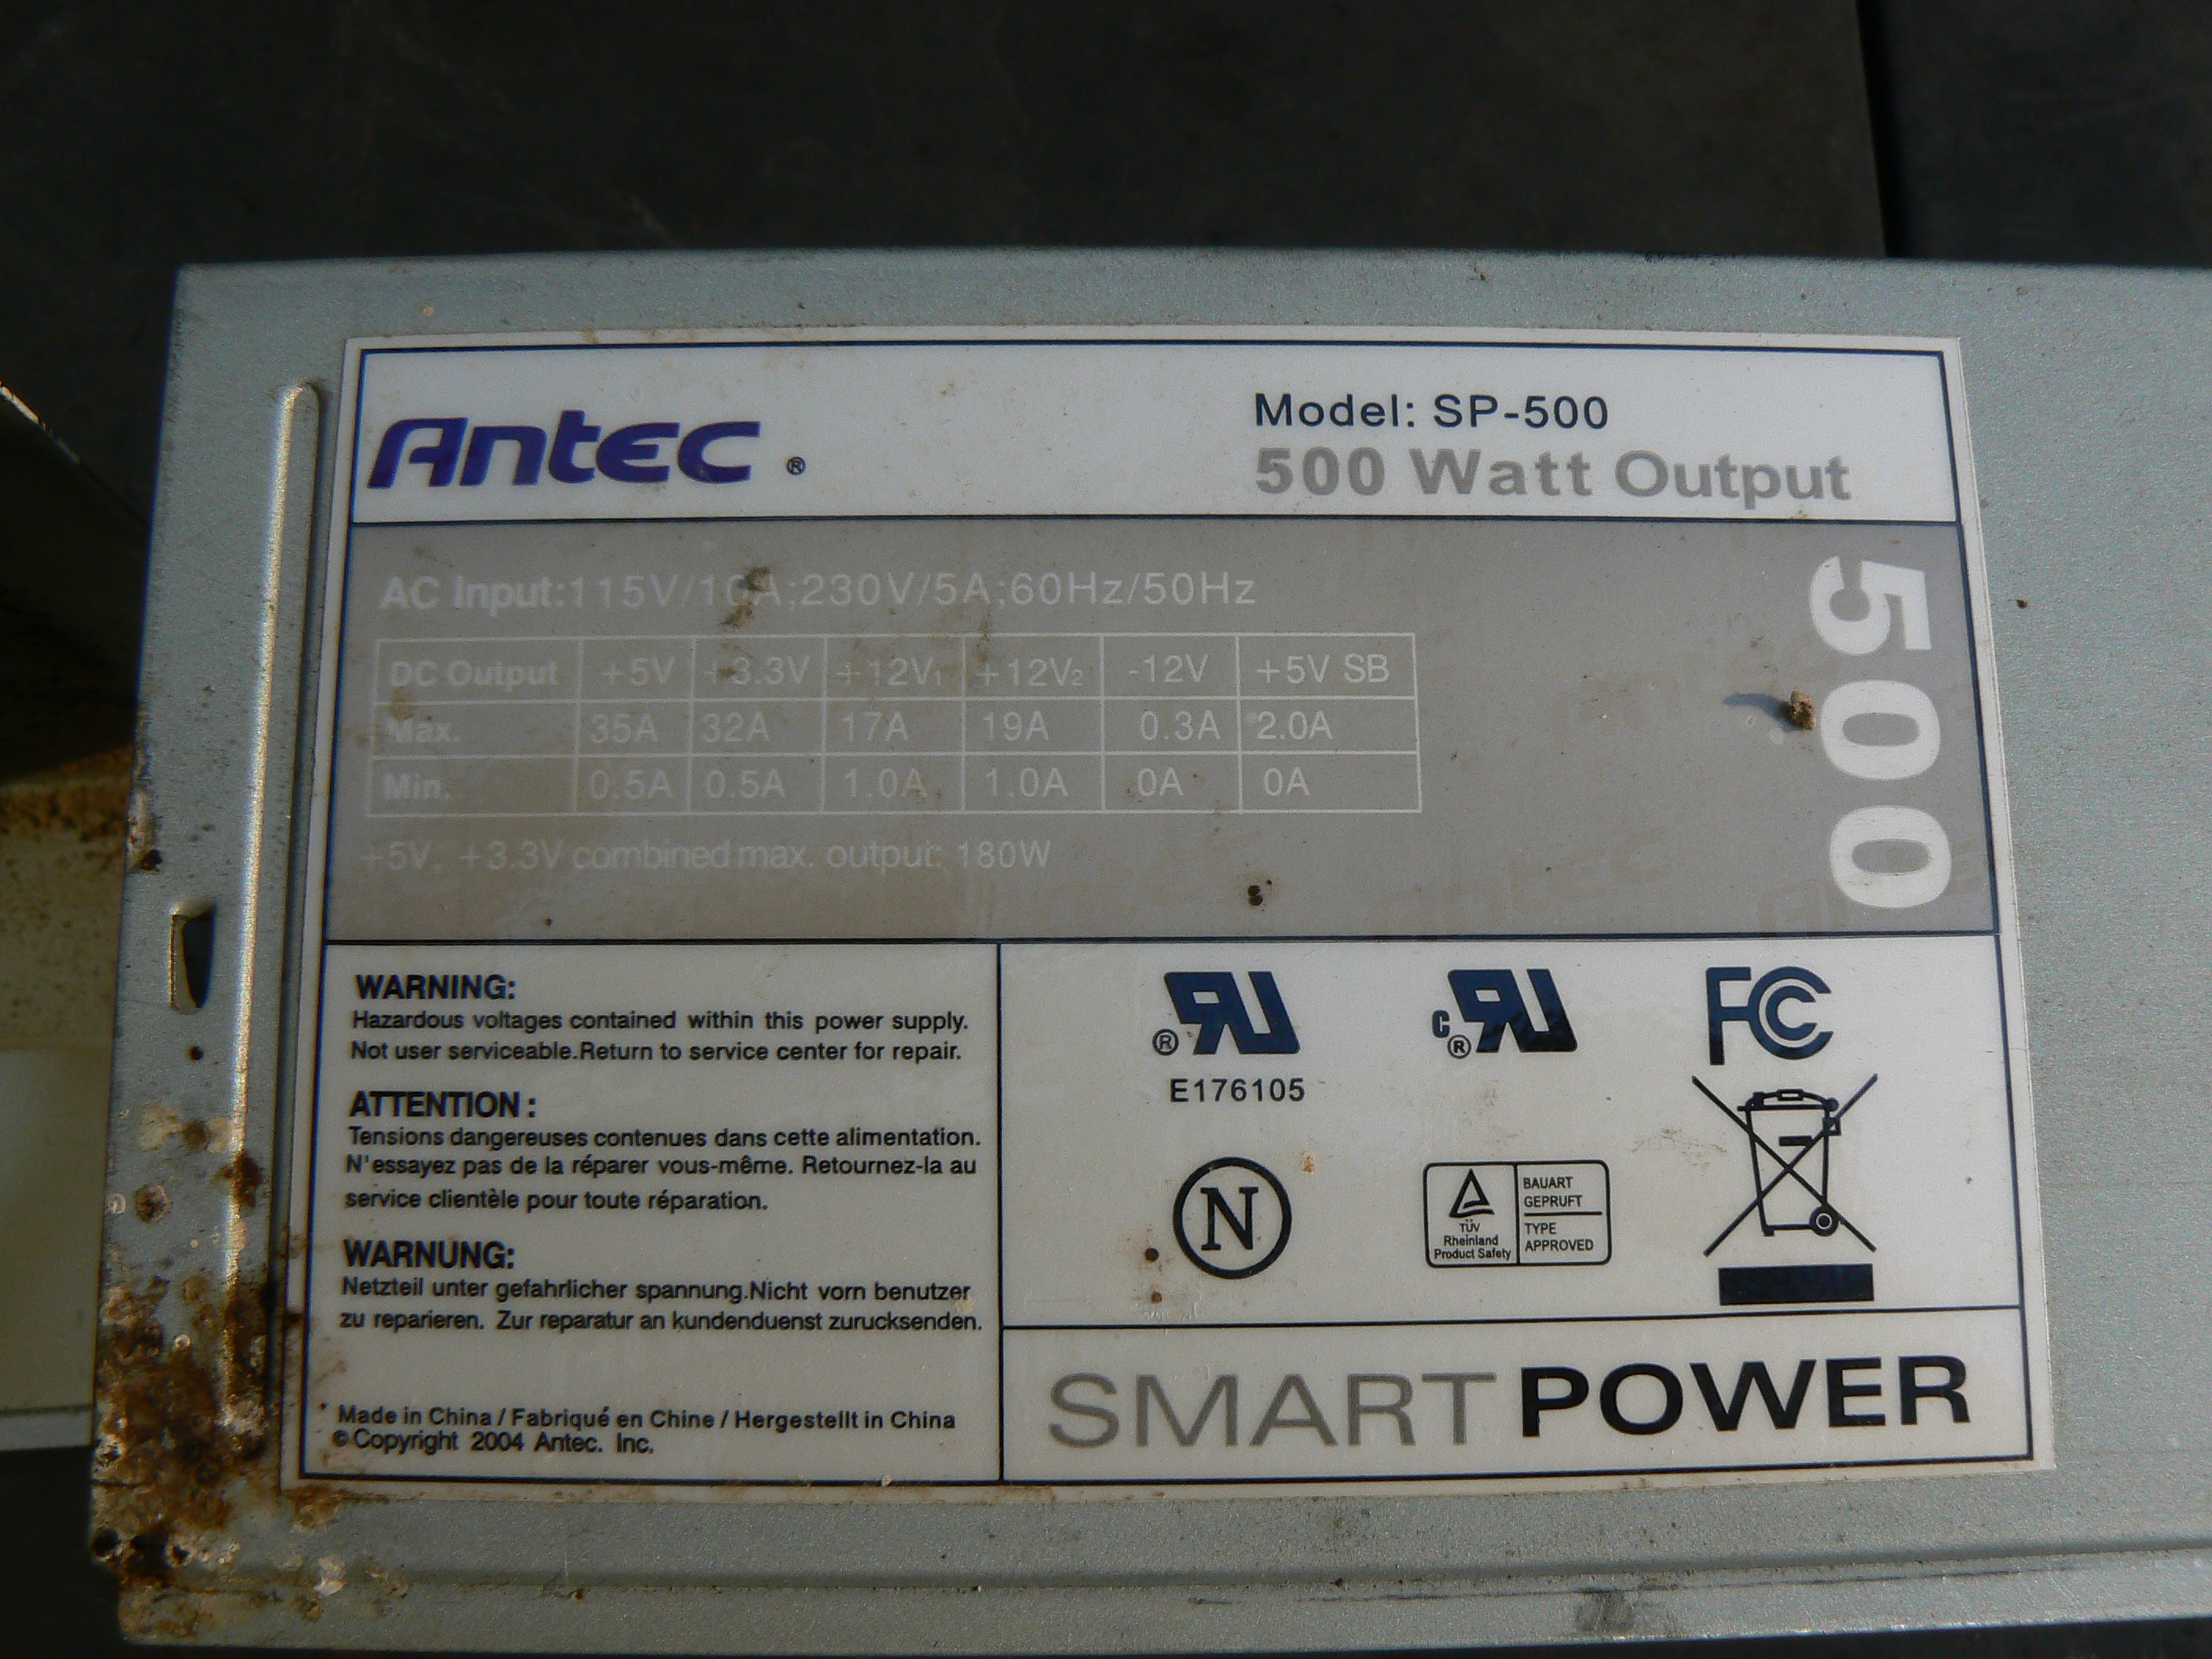 Antec ®
Model: SP-500
500 Watt Output
AC Input:115V/10A;230V/5A;60Hz/50Hz
500
DC Output +5V +3.3V +12V1 +12V2 -12V +5V SB
Max. 35A 32A 17A 19A 0.3A 2.0A
Min. 0.5A 0.5A 1.0A 1.0A 0A 0A
+5V, +3.3V combined max. output: 180W
WARNING:
Hazardous voltages contained within this power supply.
Not user serviceable.Return to service center for repair.
ATTENTION:
Tensions dangereuses contenues dans cette alimentation.
N'essayez pas de la réparer vous-même. Retournez-la au
service clientèle pour toute réparation.
WARNUNG:
Netzteil unter gefahrlicher spannung.Nicht vorn benutzer
zu reparieren. Zur reparatur an kundenduenst zurucksenden.
Made in China / Fabriqué en Chine / Hergestellt in China
©Copyright 2004 Antec. Inc.
® RU
C ® RU
FC
E176105
N
TÜV
Rheinland
Product Safety
BAUART
GEPRUFT
TYPE
APPROVED
SMARTPOWER